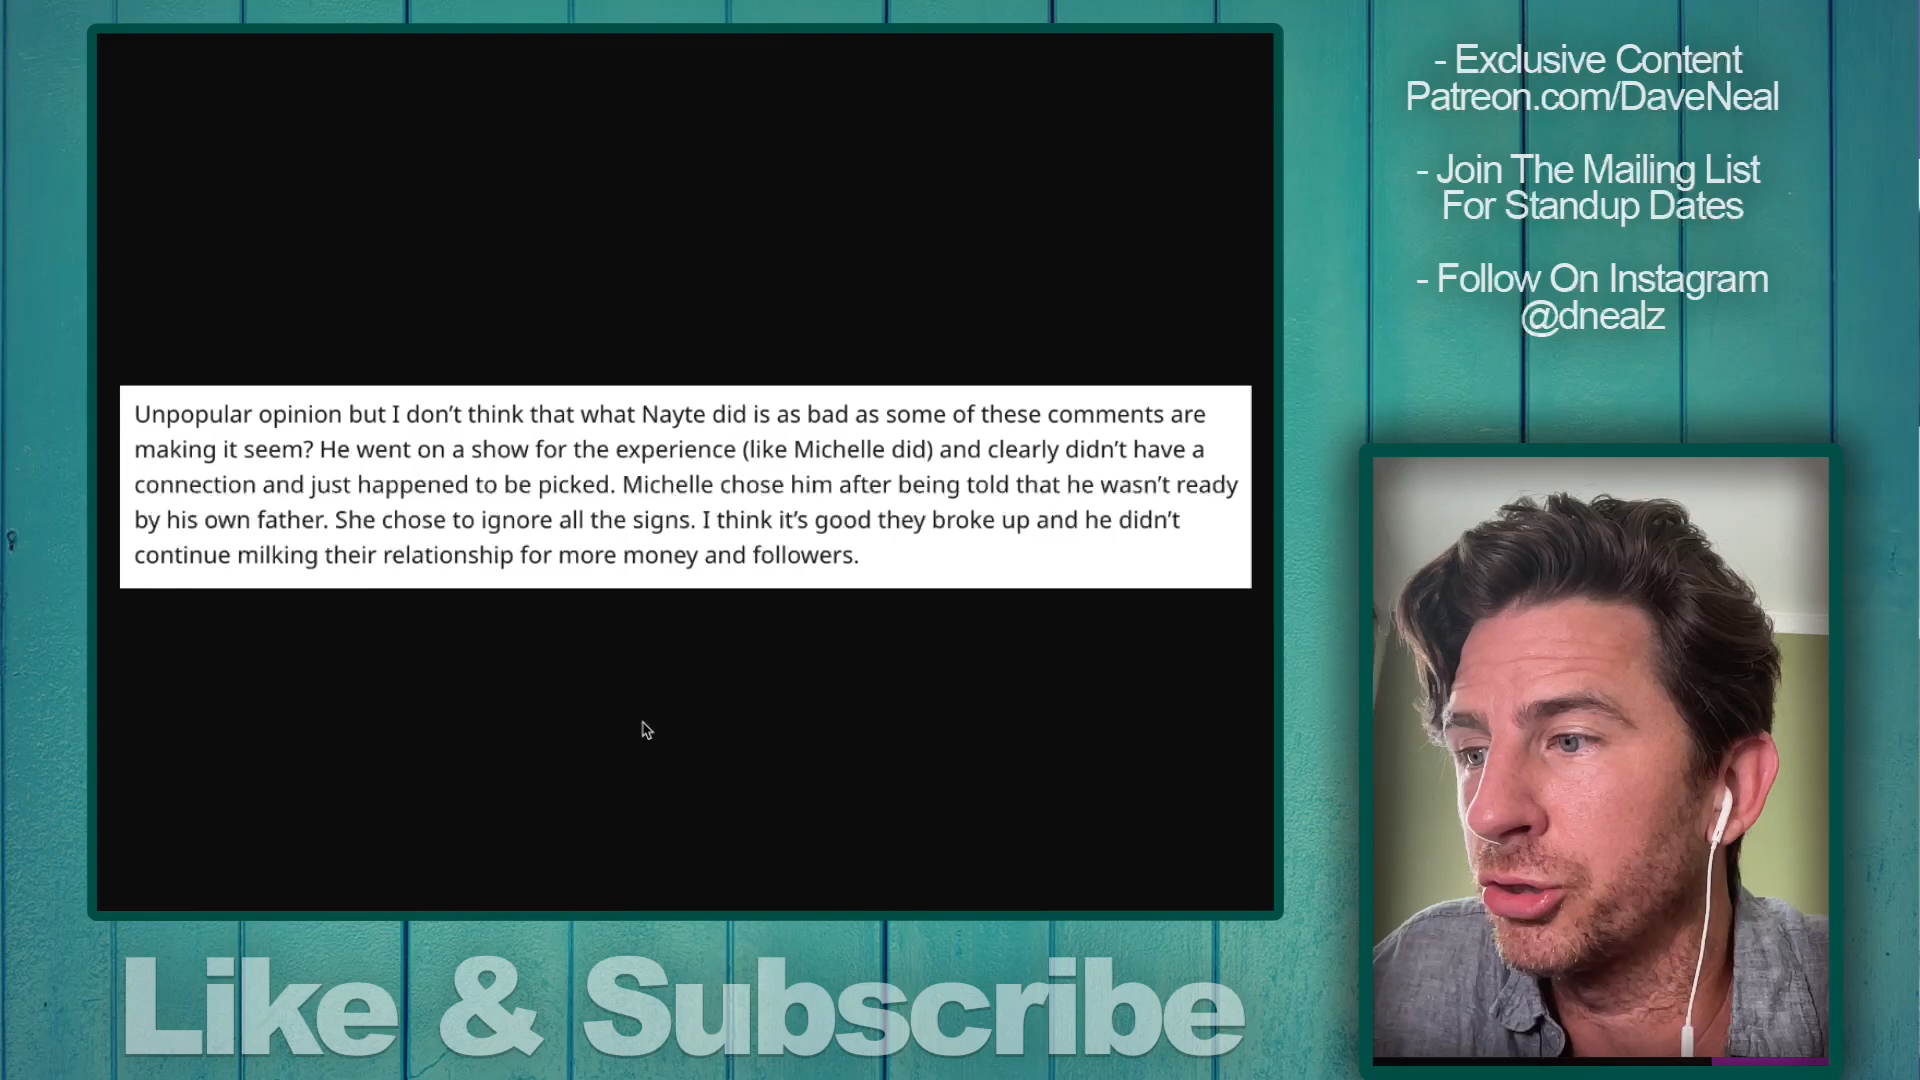 - Exclusive Content
Patreon.com/DaveNeal
- Join The Mailing List
For Standup Dates
- Follow On Instagram
@dnealz
Unpopular opinion but I don’t think that what Nayte did is as bad as some of these comments are
making it seem? He went on a show for the experience (like Michelle did) and clearly didn’t have a
connection and just happened to be picked. Michelle chose him after being told that he wasn’t ready
by his own father. She chose to ignore all the signs. I think it’s good they broke up and he didn’t
continue milking their relationship for more money and followers.
Like & Subscribe